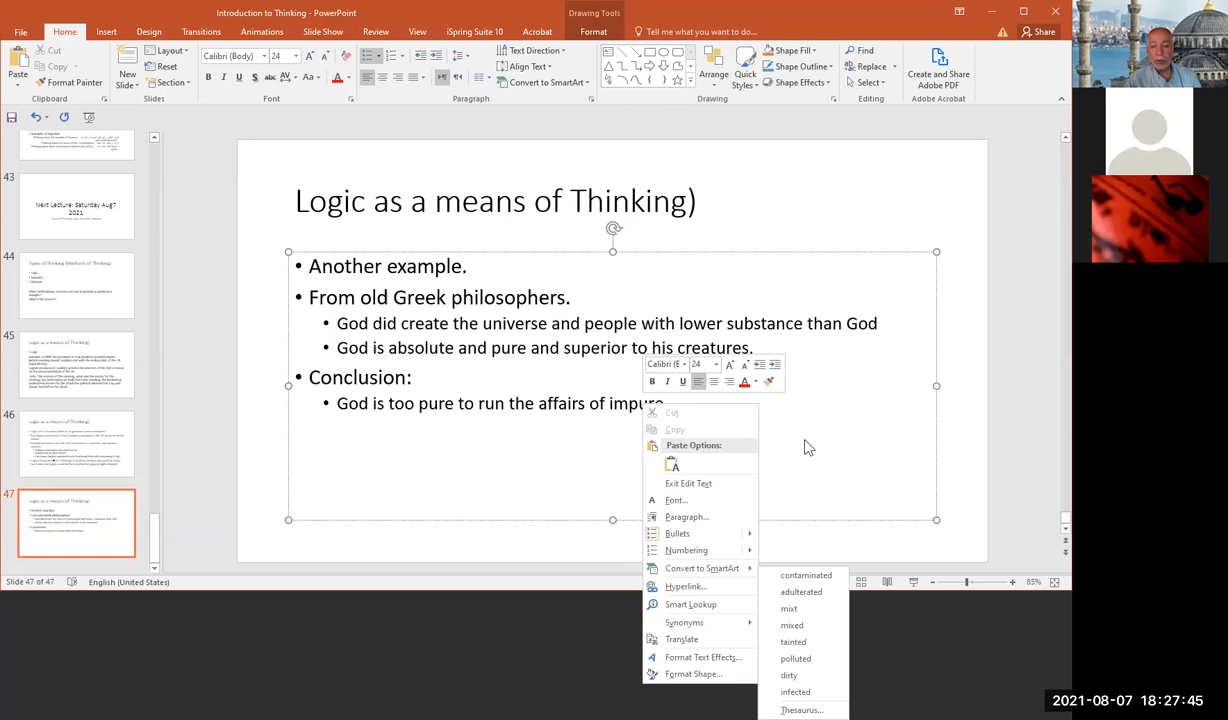 Introduction to Thinking - PowerPoint
Drawing Tools
File Home Insert Design Transitions Animations Slide Show Review View iSpring Suite 10 Acrobat Format Tell me what you want to do... Share
Paste
Cut
Copy
Format Painter
Clipboard
New Slide
Layout
Reset
Section
Slides
Calibri (Body) 24
B I U S abc AV Aa A
Font
Text Direction
Align Text
Convert to SmartArt
Paragraph
Arrange
Quick Styles
Shape Fill
Shape Outline
Shape Effects
Drawing
Find
Replace
Select
Editing
Create and Share Adobe PDF
Adobe Acrobat
43
Next Lecture: Saturday Aug7
2021
44
Types of thinking (Methods of Thinking)
45
Logic as a means of Thinking)
46
Logic as a means of Thinking)
47
Logic as a means of Thinking)
Logic as a means of Thinking)
• Another example.
• From old Greek philosophers.
• God did create the universe and people with lower substance than God
• God is absolute and pure and superior to his creatures.
• Conclusion:
• God is too pure to run the affairs of impure
Calibri (E 24 A A
B I U A
Cut
Copy
Paste Options:
A
Exit Edit Text
Font...
Paragraph...
Bullets
Numbering
Convert to SmartArt
Hyperlink...
Smart Lookup
Synonyms
Translate
Format Text Effects...
Format Shape...
contaminated
adulterated
mixt
mixed
tainted
polluted
dirty
infected
Thesaurus...
Slide 47 of 47 English (United States) 85%
2021-08-07 18:27:45